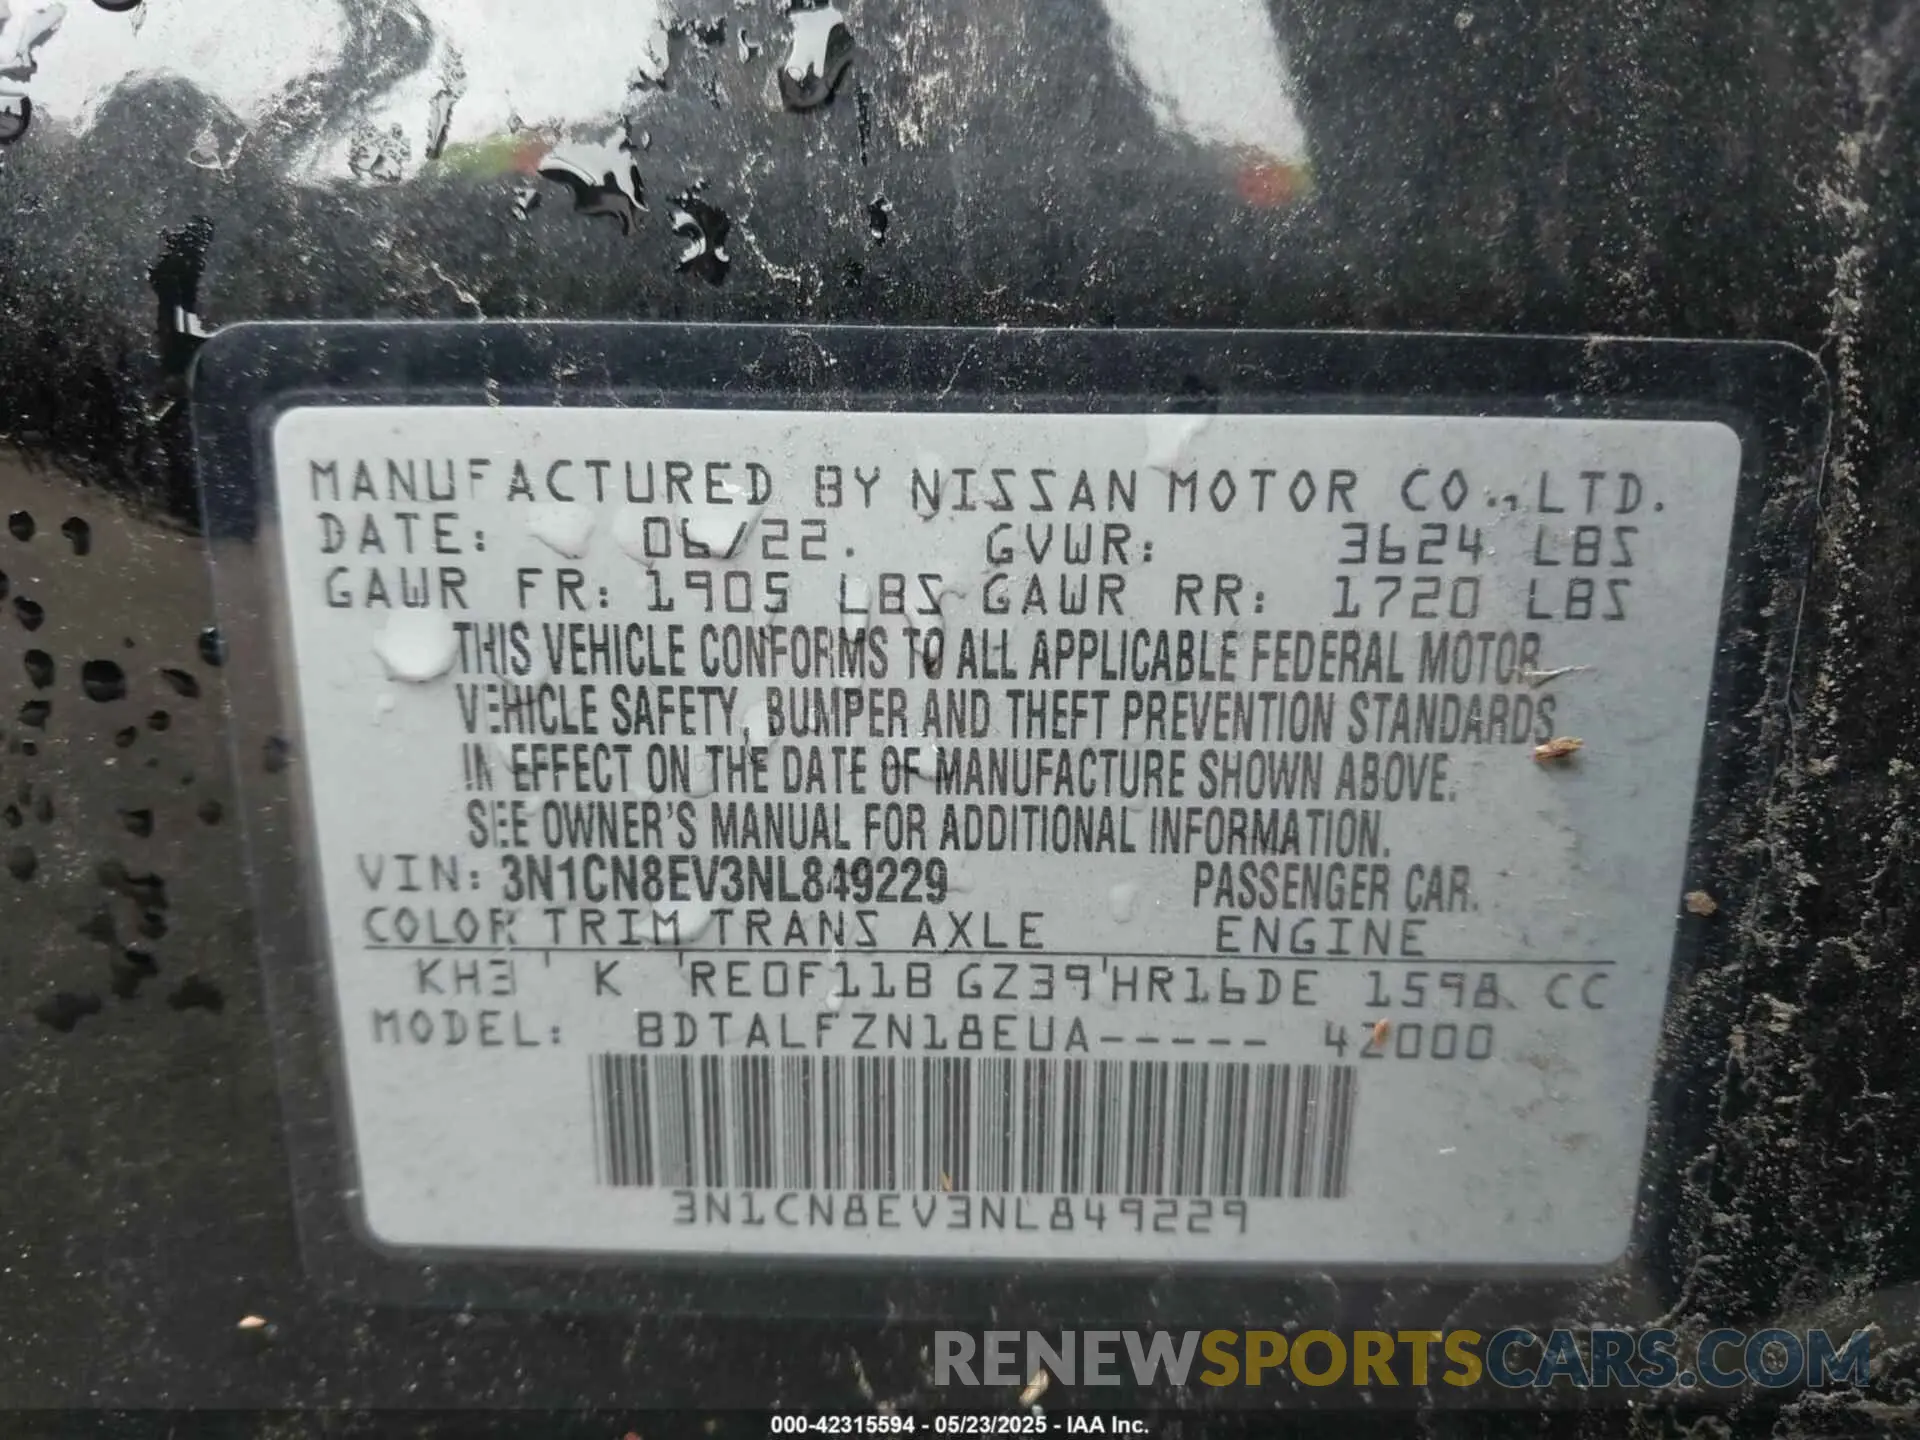 MANUFACTURED BY NISSAN MOTOR CO., LTD.
DATE: 06/22. GVWR: 3624 LBS
GAWR FR: 1905 LBS GAWR RR: 1720 LBS
THIS VEHICLE CONFORMS TO ALL APPLICABLE FEDERAL MOTOR
VEHICLE SAFETY, BUMPER AND THEFT PREVENTION STANDARDS
IN EFFECT ON THE DATE OF MANUFACTURE SHOWN ABOVE.
SEE OWNER'S MANUAL FOR ADDITIONAL INFORMATION.
VIN: 3N1CN8EV3NL849229 PASSENGER CAR.
COLOR TRIM TRANS AXLE ENGINE
KH3 ' K 'RE0F11B GZ39'HR16DE 1598 CC
MODEL: BDTALFZN18EUA----- 42000
3N1CN8EV3NL849229
RENEWSPORTSCARS.COM
000-42315594 - 05/23/2025 - IAA Inc.